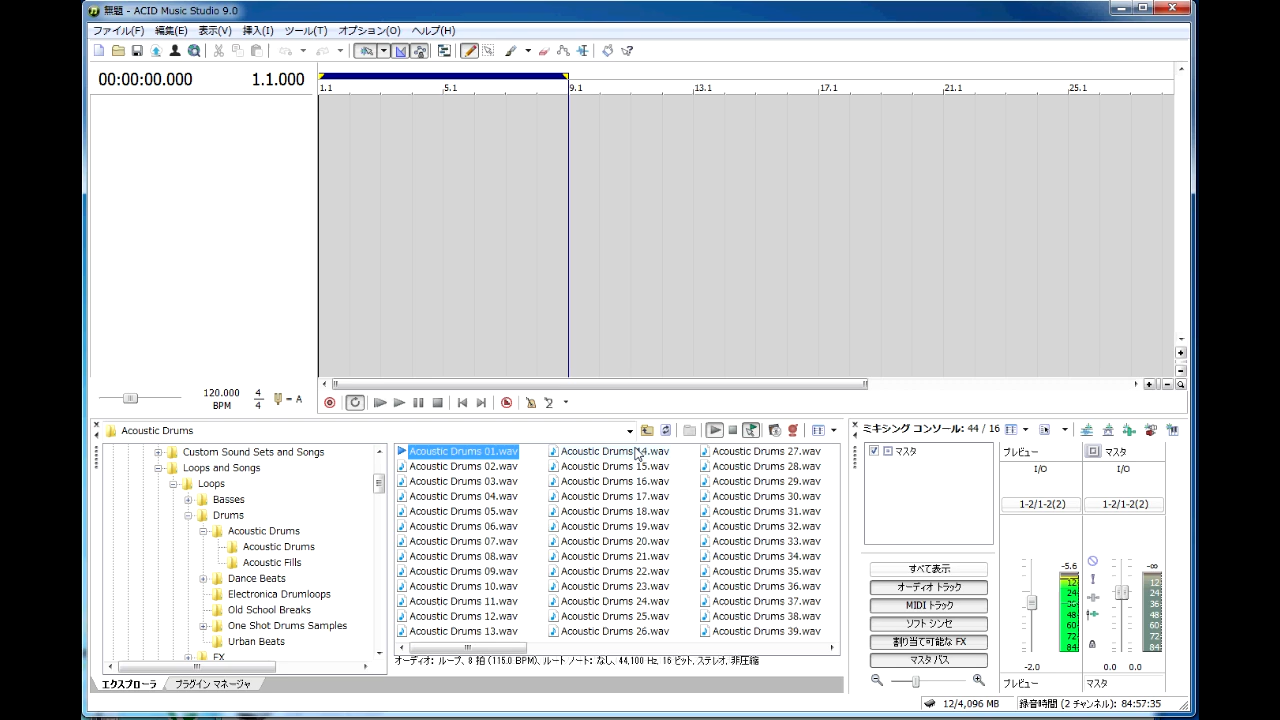 無題 - ACID Music Studio 9.0
ファイル(F) 編集(E) 表示(V) 挿入(I) ツール(T) オプション(O) ヘルプ(H)
00:00:00.000 1.1.000
1.1 5.1 9.1 13.1 17.1 21.1 25.1
120.000 4
BPM 4 = A
Acoustic Drums
ミキシング コンソール: 44 / 16
Custom Sound Sets and Songs
Loops and Songs
Loops
Basses
Drums
Acoustic Drums
Acoustic Drums
Acoustic Fills
Dance Beats
Electronica Drumloops
Old School Breaks
One Shot Drums Samples
Urban Beats
FX
Acoustic Drums 01.wav Acoustic Drums 14.wav Acoustic Drums 27.wav
Acoustic Drums 02.wav Acoustic Drums 15.wav Acoustic Drums 28.wav
Acoustic Drums 03.wav Acoustic Drums 16.wav Acoustic Drums 29.wav
Acoustic Drums 04.wav Acoustic Drums 17.wav Acoustic Drums 30.wav
Acoustic Drums 05.wav Acoustic Drums 18.wav Acoustic Drums 31.wav
Acoustic Drums 06.wav Acoustic Drums 19.wav Acoustic Drums 32.wav
Acoustic Drums 07.wav Acoustic Drums 20.wav Acoustic Drums 33.wav
Acoustic Drums 08.wav Acoustic Drums 21.wav Acoustic Drums 34.wav
Acoustic Drums 09.wav Acoustic Drums 22.wav Acoustic Drums 35.wav
Acoustic Drums 10.wav Acoustic Drums 23.wav Acoustic Drums 36.wav
Acoustic Drums 11.wav Acoustic Drums 24.wav Acoustic Drums 37.wav
Acoustic Drums 12.wav Acoustic Drums 25.wav Acoustic Drums 38.wav
Acoustic Drums 13.wav Acoustic Drums 26.wav Acoustic Drums 39.wav
オーディオ: ループ, 8 拍 (115.0 BPM), ルート ノート: なし, 44,100 Hz, 16 ビット, ステレオ, 非圧縮
エクスプローラ プラグイン マネージャ
マスタ
すべて表示
オーディオ トラック
MIDI トラック
ソフト シンセ
割り当て可能な FX
マスタ バス
プレビュー マスタ
I/O I/O
1-2/1-2(2) 1-2/1-2(2)
-5.6 -∞
12 12
24 24
36 36
48 48
60 60
72 72
84 84
-2.0 0.0 0.0
プレビュー マスタ
12/4,096 MB 録音時間 (2 チャンネル): 84:57:35